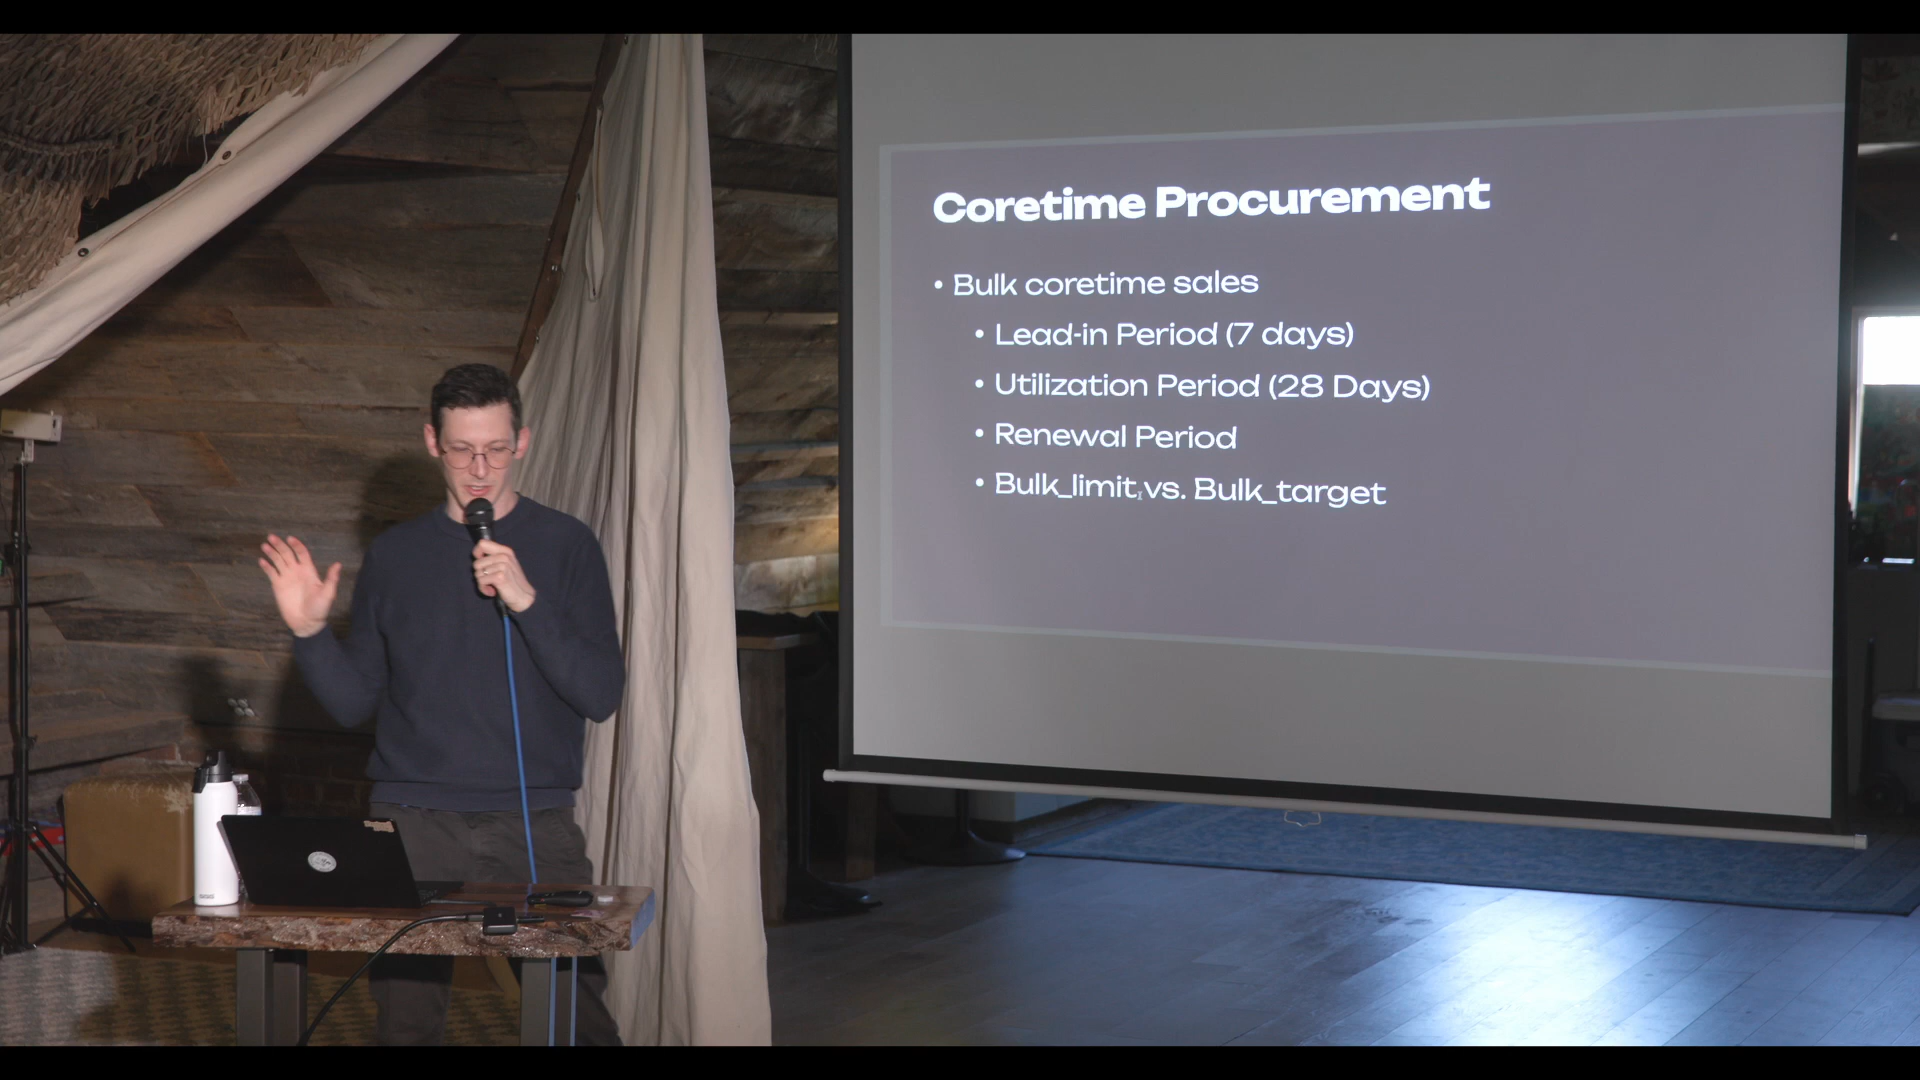 Coretime Procurement
• Bulk coretime sales
• Lead-in Period (7 days)
• Utilization Period (28 Days)
• Renewal Period
• Bulk_limit vs. Bulk_target